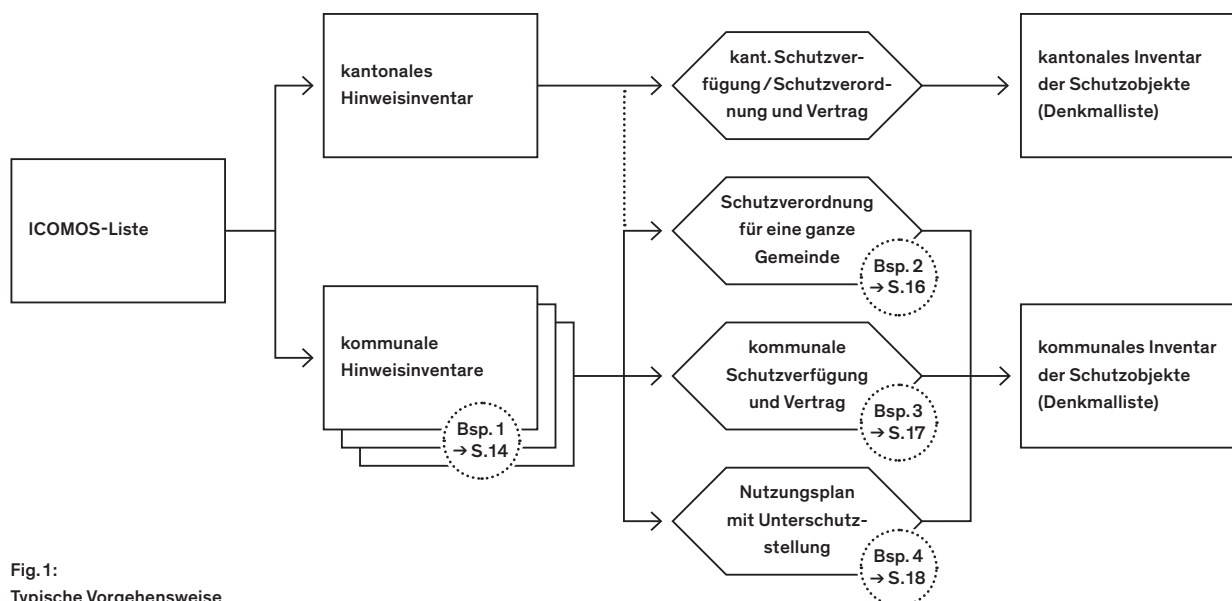 ICOMOS-Liste
kantonales
Hinweisinventar
kommunale
Hinweisinventare
Bsp. 1
→ S.14
kant. Schutzver-
fügung/Schutzverord-
nung und Vertrag
Schutzverordnung
für eine ganze
Gemeinde
Bsp. 2
→ S.16
kommunale
Schutzverfügung
und Vertrag
Bsp. 3
→ S.17
Nutzungsplan
mit Unterschutz-
stellung
Bsp. 4
→ S.18
kantonales Inventar
der Schutzobjekte
(Denkmalliste)
kommunales Inventar
der Schutzobjekte
(Denkmalliste)
Fig. 1:
Typische Vorgehensweise